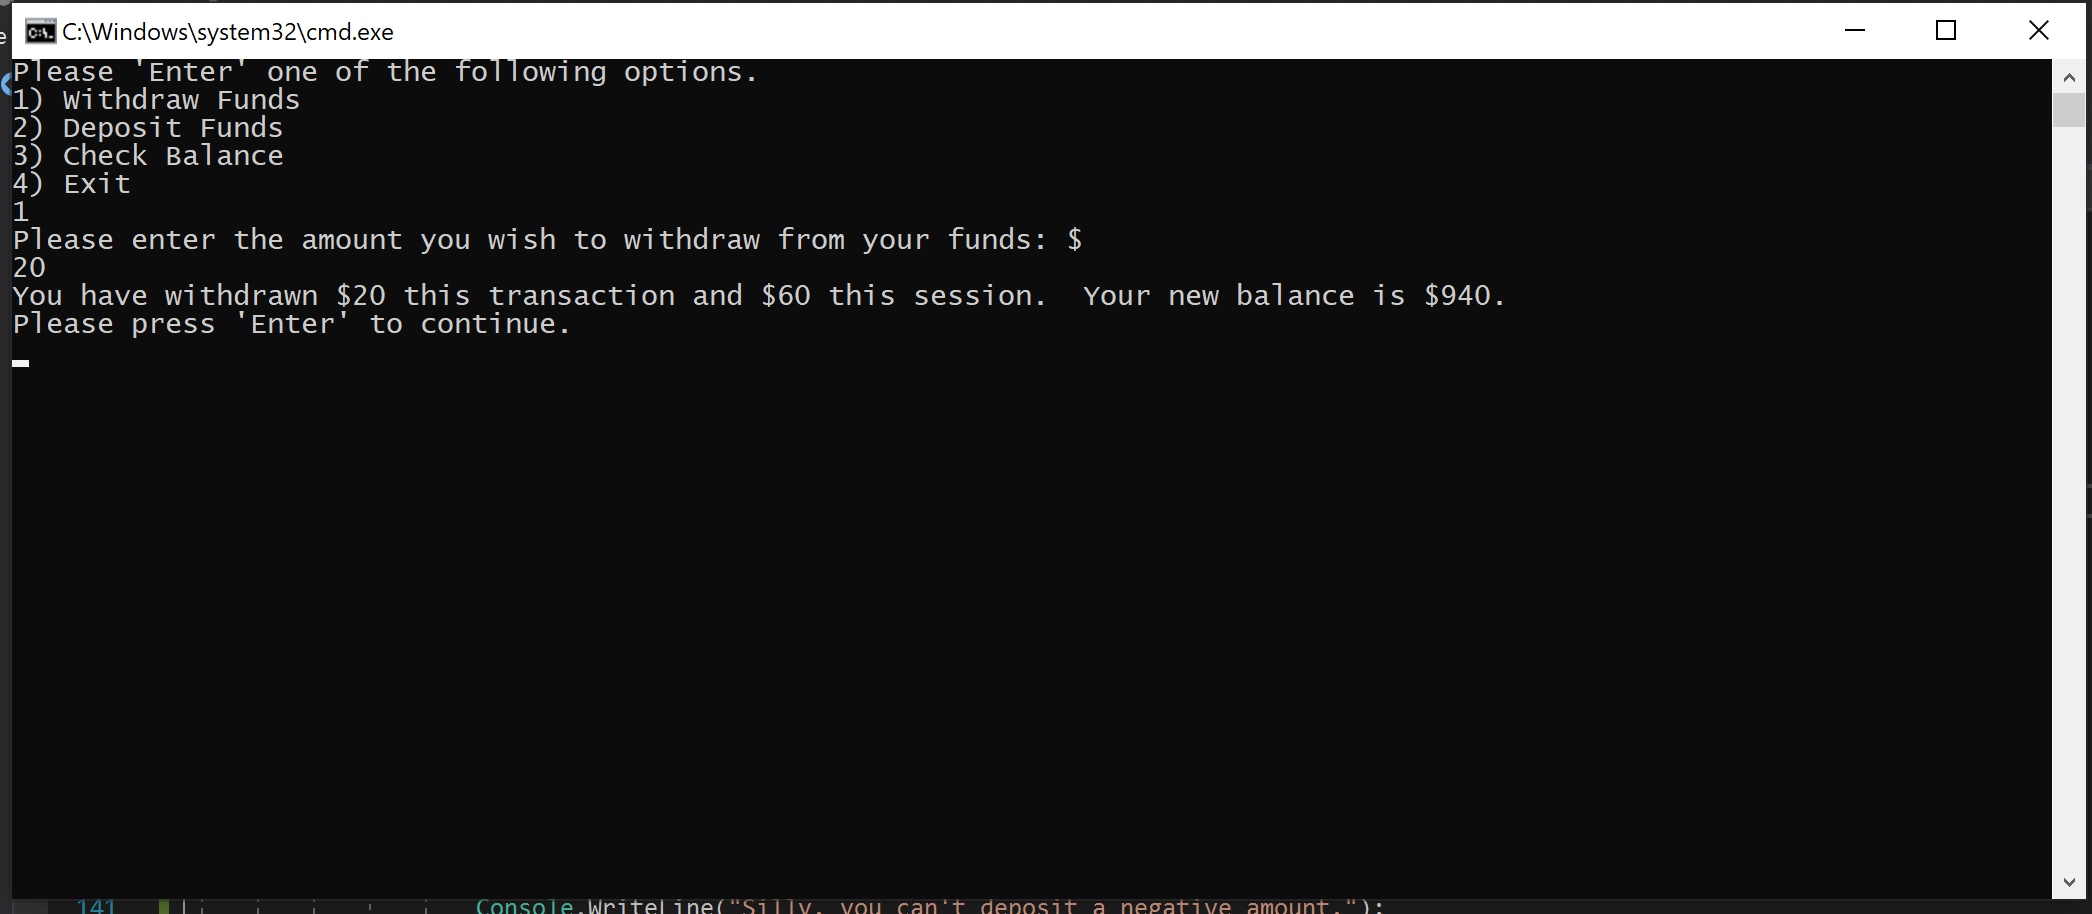 C:\Windows\system32\cmd.exe
Please 'Enter' one of the following options.
1) Withdraw Funds
2) Deposit Funds
3) Check Balance
4) Exit
1
Please enter the amount you wish to withdraw from your funds: $
20
You have withdrawn $20 this transaction and $60 this session.  Your new balance is $940.
Please press 'Enter' to continue.
141 Console.WriteLine("Silly, you can't deposit a negative amount.");